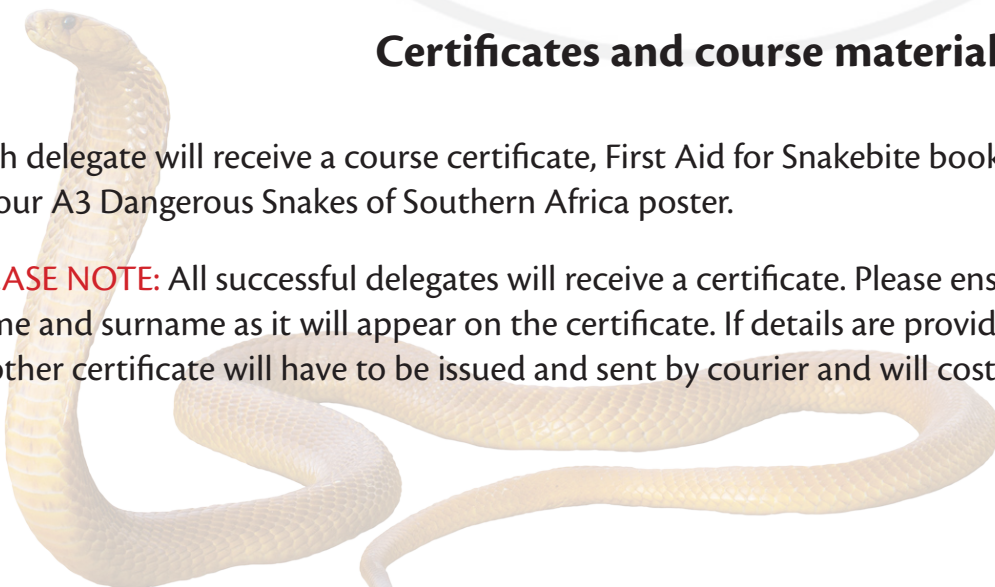 Certificates and course material
h delegate will receive a course certificate, First Aid for Snakebite book
our A3 Dangerous Snakes of Southern Africa poster.
ASE NOTE: All successful delegates will receive a certificate. Please ens
me and surname as it will appear on the certificate. If details are provid
other certificate will have to be issued and sent by courier and will cost